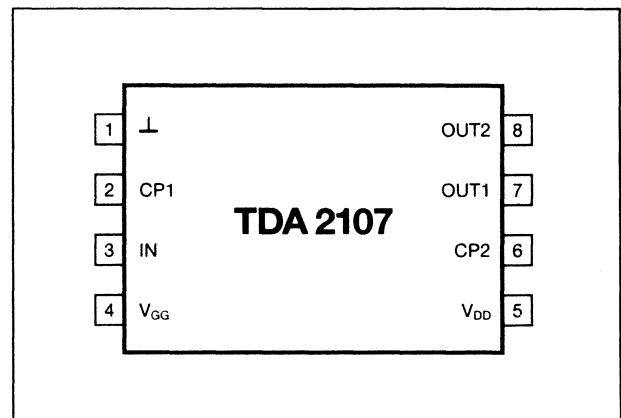 1 ⊥ OUT2 8
2 CP1 OUT1 7
TDA 2107
3 IN CP2 6
4 VGG VDD 5